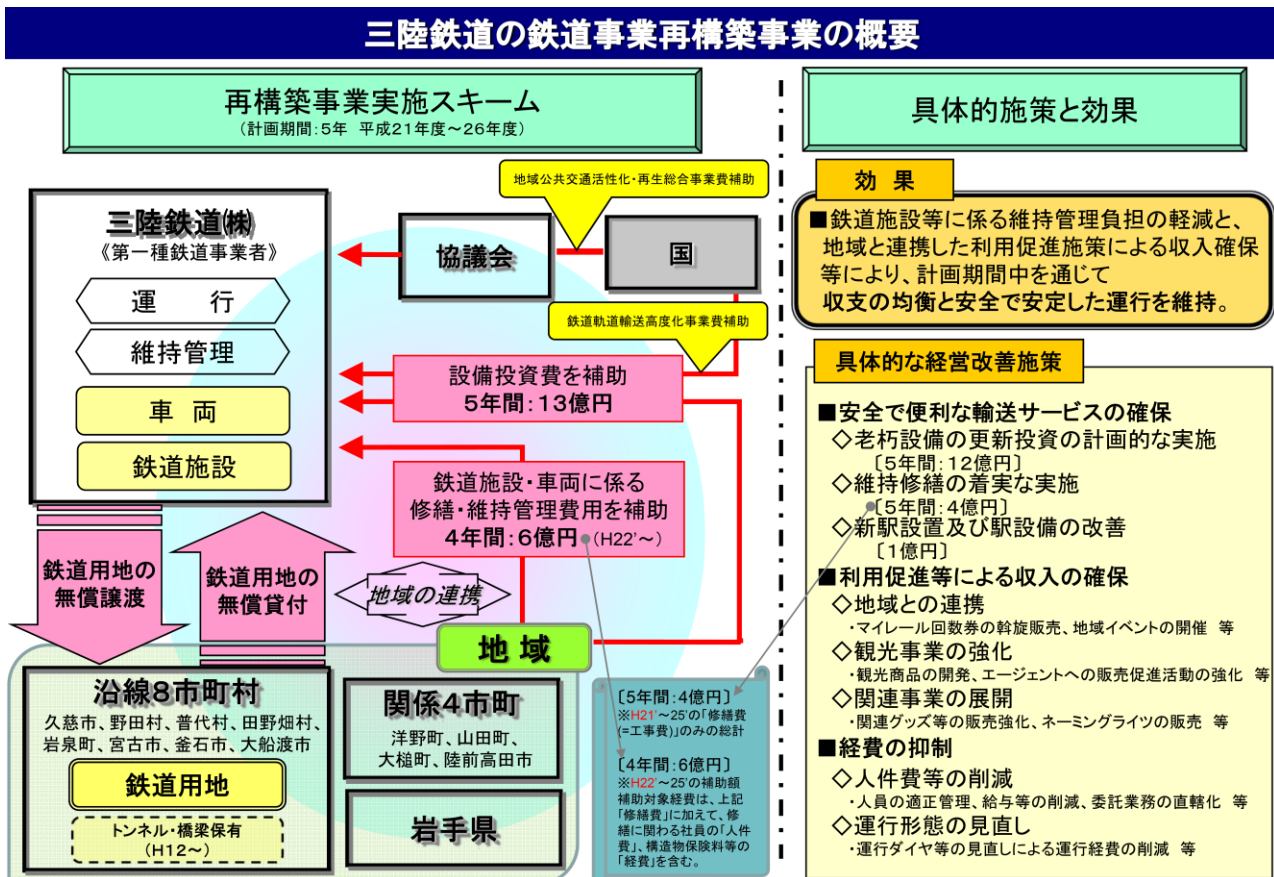 三陸鉄道の鉄道事業再構築事業の概要
再構築事業実施スキーム
(計画期間:5年 平成21年度~26年度)
三陸鉄道㈱
《第一種鉄道事業者》
運 行
維持管理
車 両
鉄道施設
地域公共交通活性化・再生総合事業費補助
協議会
国
鉄道軌道輸送高度化事業費補助
設備投資費を補助
5年間:13億円
鉄道施設・車両に係る
修繕・維持管理費用を補助
4年間:6億円(H22'~)
鉄道用地の
無償譲渡
鉄道用地の
無償貸付
地域の連携
地 域
沿線8市町村
久慈市、野田村、普代村、田野畑村、
岩泉町、宮古市、釜石市、大船渡市
鉄道用地
トンネル・橋梁保有
(H12~)
関係4市町
洋野町、山田町、
大槌町、陸前高田市
岩手県
〔5年間:4億円〕
※H21'~25'の「修繕費
(=工事費)」のみの総計
〔4年間:6億円〕
※H22'~25'の補助額
補助対象経費は、上記
「修繕費」に加えて、修
繕に関わる社員の「人件
費」、構造物保険料等の
「経費」を含む。
具体的施策と効果
効 果
■鉄道施設等に係る維持管理負担の軽減と、
地域と連携した利用促進施策による収入確保
等により、計画期間中を通じて
収支の均衡と安全で安定した運行を維持。
具体的な経営改善施策
■安全で便利な輸送サービスの確保
◇老朽設備の更新投資の計画的な実施
〔5年間:12億円〕
◇維持修繕の着実な実施
〔5年間:4億円〕
◇新駅設置及び駅設備の改善
〔1億円〕
■利用促進等による収入の確保
◇地域との連携
・マイレール回数券の斡旋販売、地域イベントの開催 等
◇観光事業の強化
・観光商品の開発、エージェントへの販売促進活動の強化 等
◇関連事業の展開
・関連グッズ等の販売強化、ネーミングライツの販売 等
■経費の抑制
◇人件費等の削減
・人員の適正管理、給与等の削減、委託業務の直轄化 等
◇運行形態の見直し
・運行ダイヤ等の見直しによる運行経費の削減 等